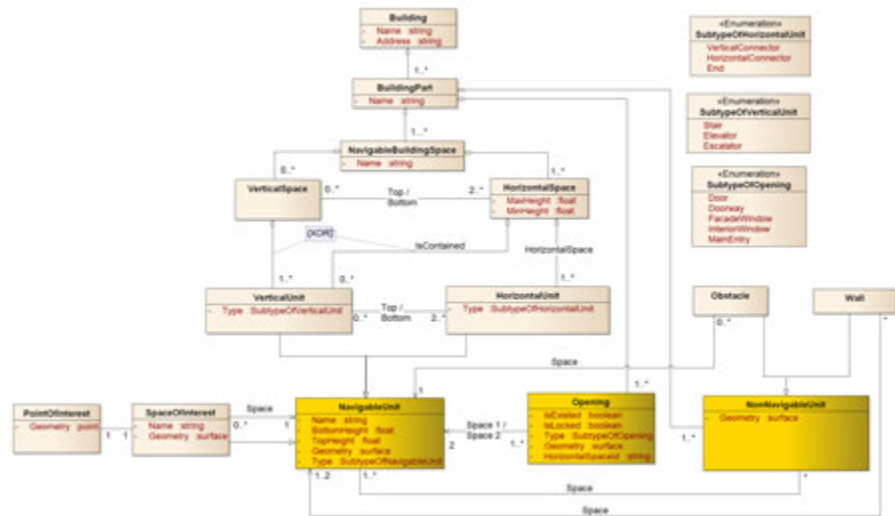 Building
- Name :string
- Address :string
1..*
BuildingPart
- Name :string
1...*
NavigableBuildingSpace
- Name :string
0..*
1..*
VerticalSpace
0..*
Top /
Bottom
2..*
HorizontalSpace
- MaxHeight :float
- MinHeight :float
{XOR}
IsContained
HorizontalSpace
1..*
0..*
1..*
VerticalUnit
- Type :SubtypeOfVerticalUnit
0..*
Top /
Bottom
2..*
HorizontalUnit
- Type :SubtypeOfHorizontalUnit
«Enumeration»
SubtypeOfHorizontalUnit
VerticalConnector
HorizontalConnector
End
«Enumeration»
SubtypeOfVerticalUnit
Stair
Elevator
Escalator
«Enumeration»
SubtypeOfOpening
Door
Doorway
FacadeWindow
InteriorWindow
MainEntry
Obstacle
0..*
Wall
*
Space
1
PointOfInterest
- Geometry :point
1
1
SpaceOfInterest
- Name :string
- Geometry :surface
Space
0..*
1
NavigableUnit
- Name :string
- BottomHeight :float
- TopHeight :float
- Geometry :surface
- Type :SubtypeOfNavigableUnit
Space 1 /
Space 2
2
1..*
1..*
Opening
- IsLocked :boolean
- Type :SubtypeOfOpening
- Geometry :surface
- HorizontalSpaceId :string
NonNavigableUnit
- Geometry :surface
1..*
1..2
1..*
Space
*
Space